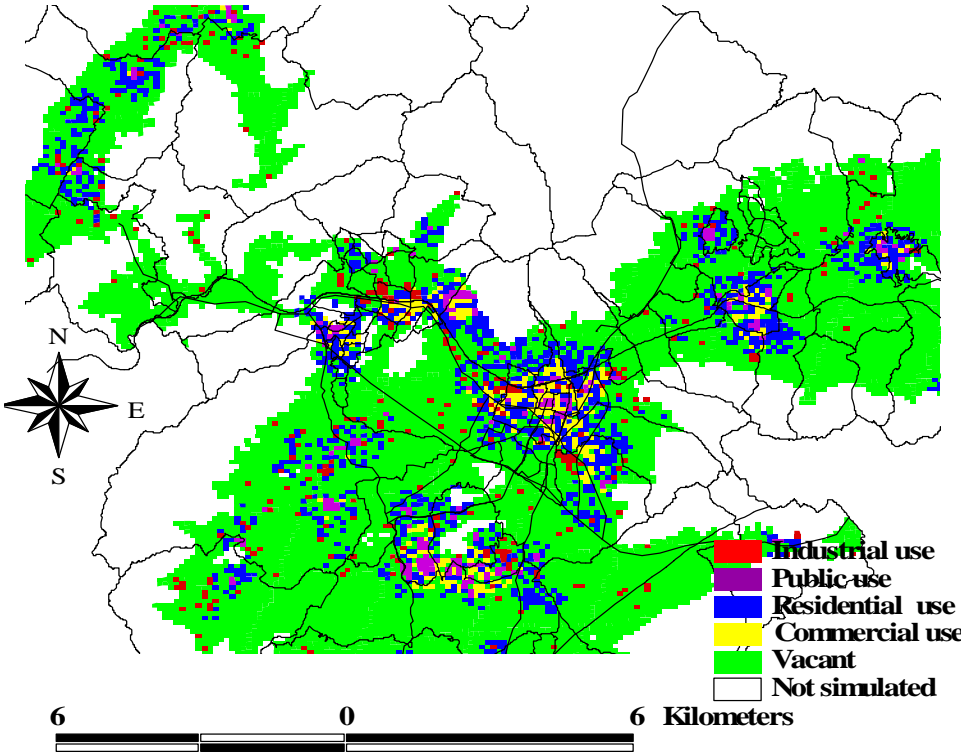 N
E
S
Industrial use
Public use
Residential use
Commercial use
Vacant
Not simulated
6 0 6 Kilometers